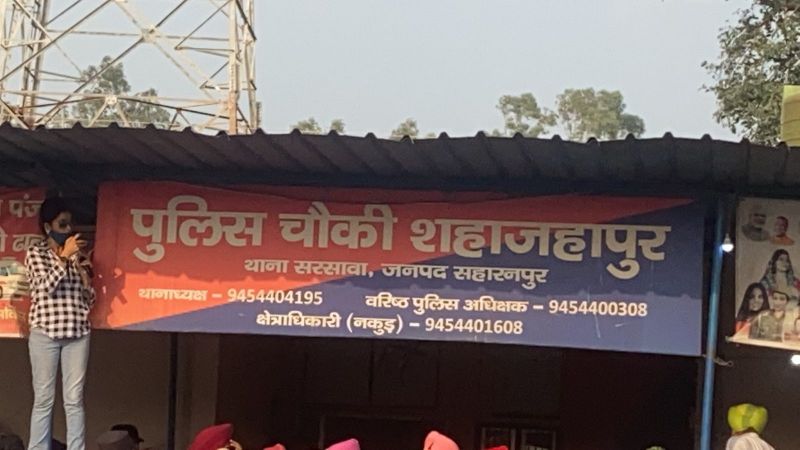 पुलिस चौकी शहाजहापुर
थाना सरसावा, जनपद सहारनपुर
थानाध्यक्ष – 9454404195 वरिष्ठ पुलिस अधिक्षक – 9454400308
क्षेत्राधिकारी (नकुड़) – 9454401608